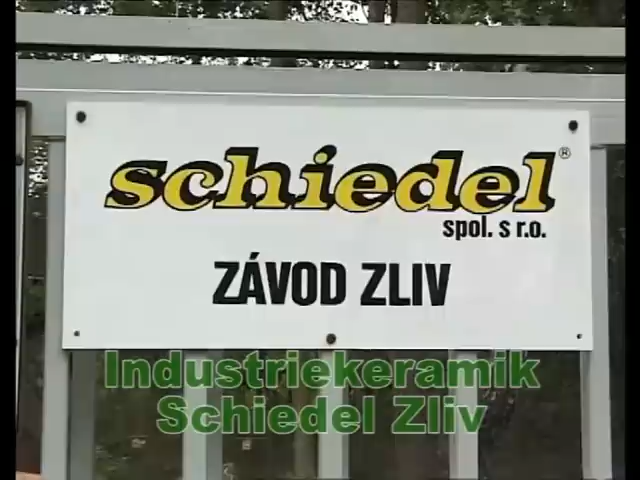 schiedel®
spol. s r.o.
ZÁVOD ZLIV
Industriekeramik
Schiedel Zliv